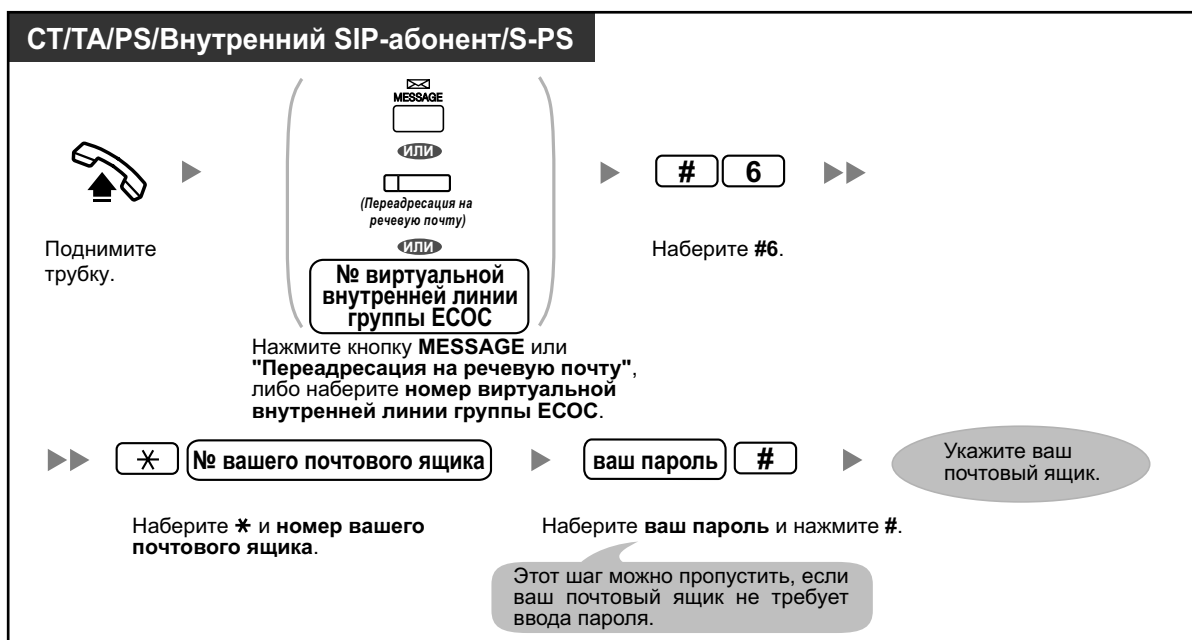 CT/TA/PS/Внутренний SIP-абонент/S-PS
MESSAGE
ИЛИ
(Переадресация на
речевую почту)
ИЛИ
№ виртуальной
внутренней линии
группы ECOC
# 6
Поднимите
трубку.
Нажмите кнопку MESSAGE или
"Переадресация на речевую почту",
либо наберите номер виртуальной
внутренней линии группы ECOC.
Наберите #6.
* № вашего почтового ящика
ваш пароль #
Укажите ваш
почтовый ящик.
Наберите * и номер вашего
почтового ящика.
Наберите ваш пароль и нажмите #.
Этот шаг можно пропустить, если
ваш почтовый ящик не требует
ввода пароля.